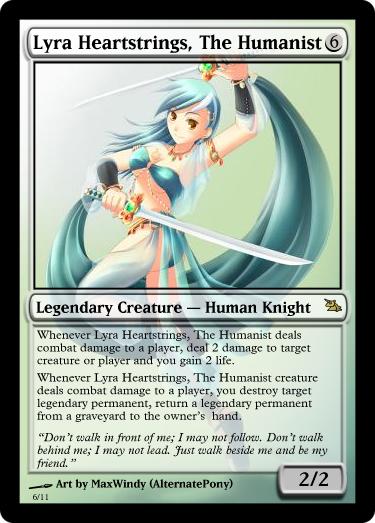 Lyra Heartstrings, The Humanist 6
Legendary Creature — Human Knight
Whenever Lyra Heartstrings, The Humanist deals
combat damage to a player, deal 2 damage to target
creature or player and you gain 2 life.
Whenever Lyra Heartstrings, The Humanist creature
deals combat damage to a player, you destroy target
legendary permanent, return a legendary permanent
from a graveyard to the owner's hand.
“Don't walk in front of me; I may not follow. Don't walk
behind me; I may not lead. Just walk beside me and be my
friend.”
2/2
Art by MaxWindy (AlternatePony)
6/11